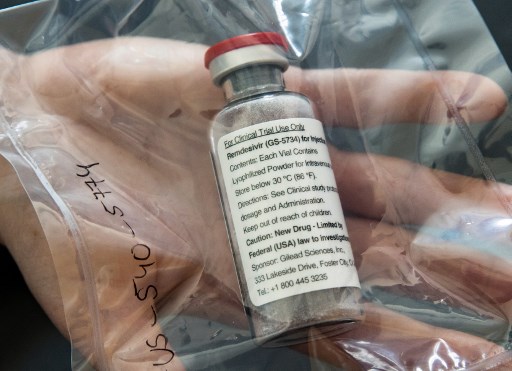 For Clinical Trial Use Only
Remdesivir (GS-5734) for Injection
Contents: Each Vial Contains
Lyophilized Powder for Intravenous
Store below 30 °C (86 °F).
Directions: See Clinical study
dosage and Administration.
Keep out of reach of children.
Caution: New Drug - Limited by
Federal (USA) law to investigational
Sponsor: Gilead Sciences, Inc.,
333 Lakeside Drive, Foster City,
Tel.: +1 800 445 3235
US-540-5774